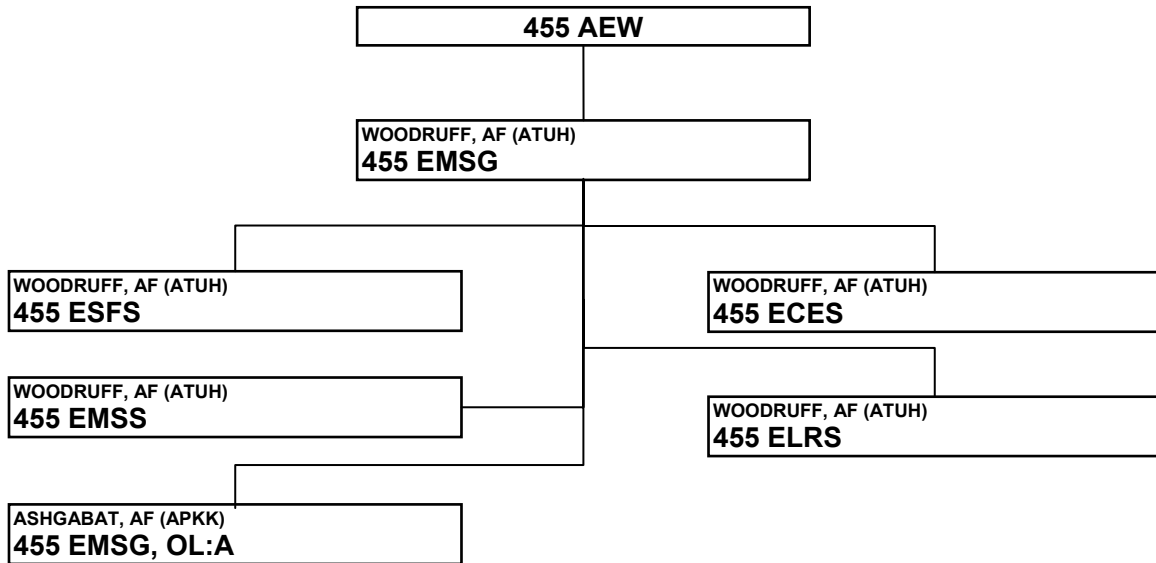 455 AEW
WOODRUFF, AF (ATUH)
455 EMSG
WOODRUFF, AF (ATUH)
455 ESFS
WOODRUFF, AF (ATUH)
455 ECES
WOODRUFF, AF (ATUH)
455 EMSS
WOODRUFF, AF (ATUH)
455 ELRS
ASHGABAT, AF (APKK)
455 EMSG, OL:A